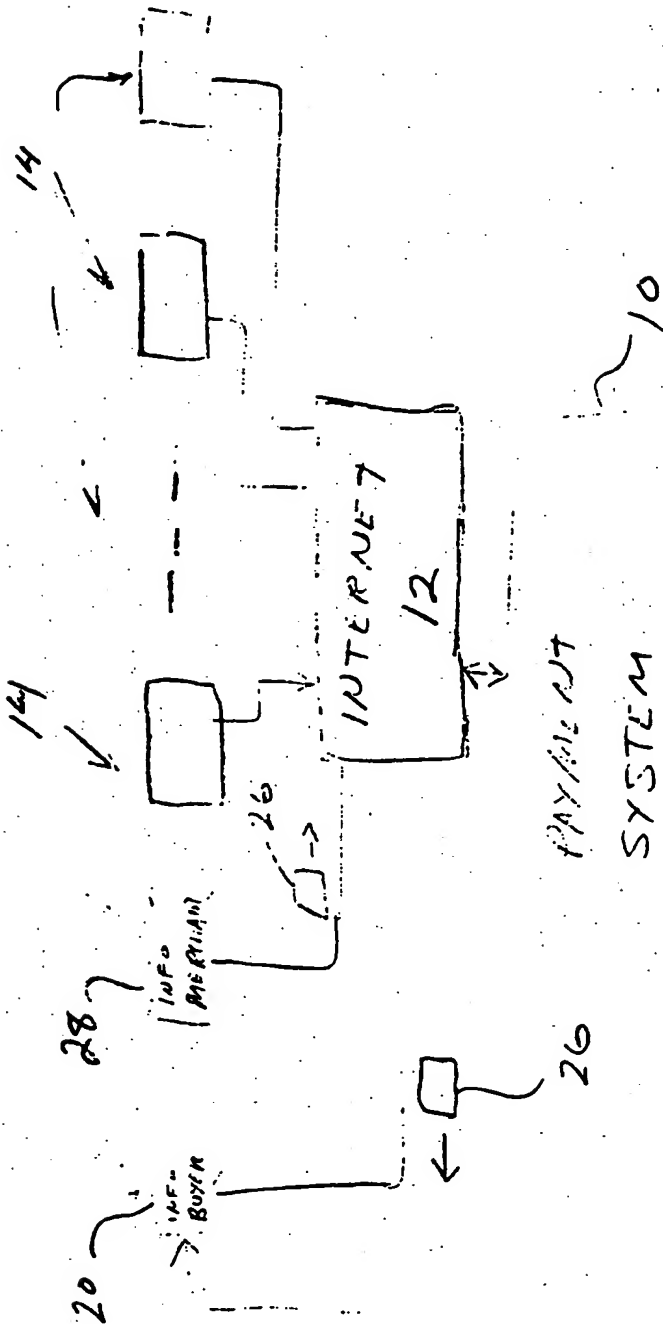 20
28
14
14
INFO
BUYER
INFO
MERCHANT
26
INTERNET
12
26
PAYMENT
SYSTEM
10